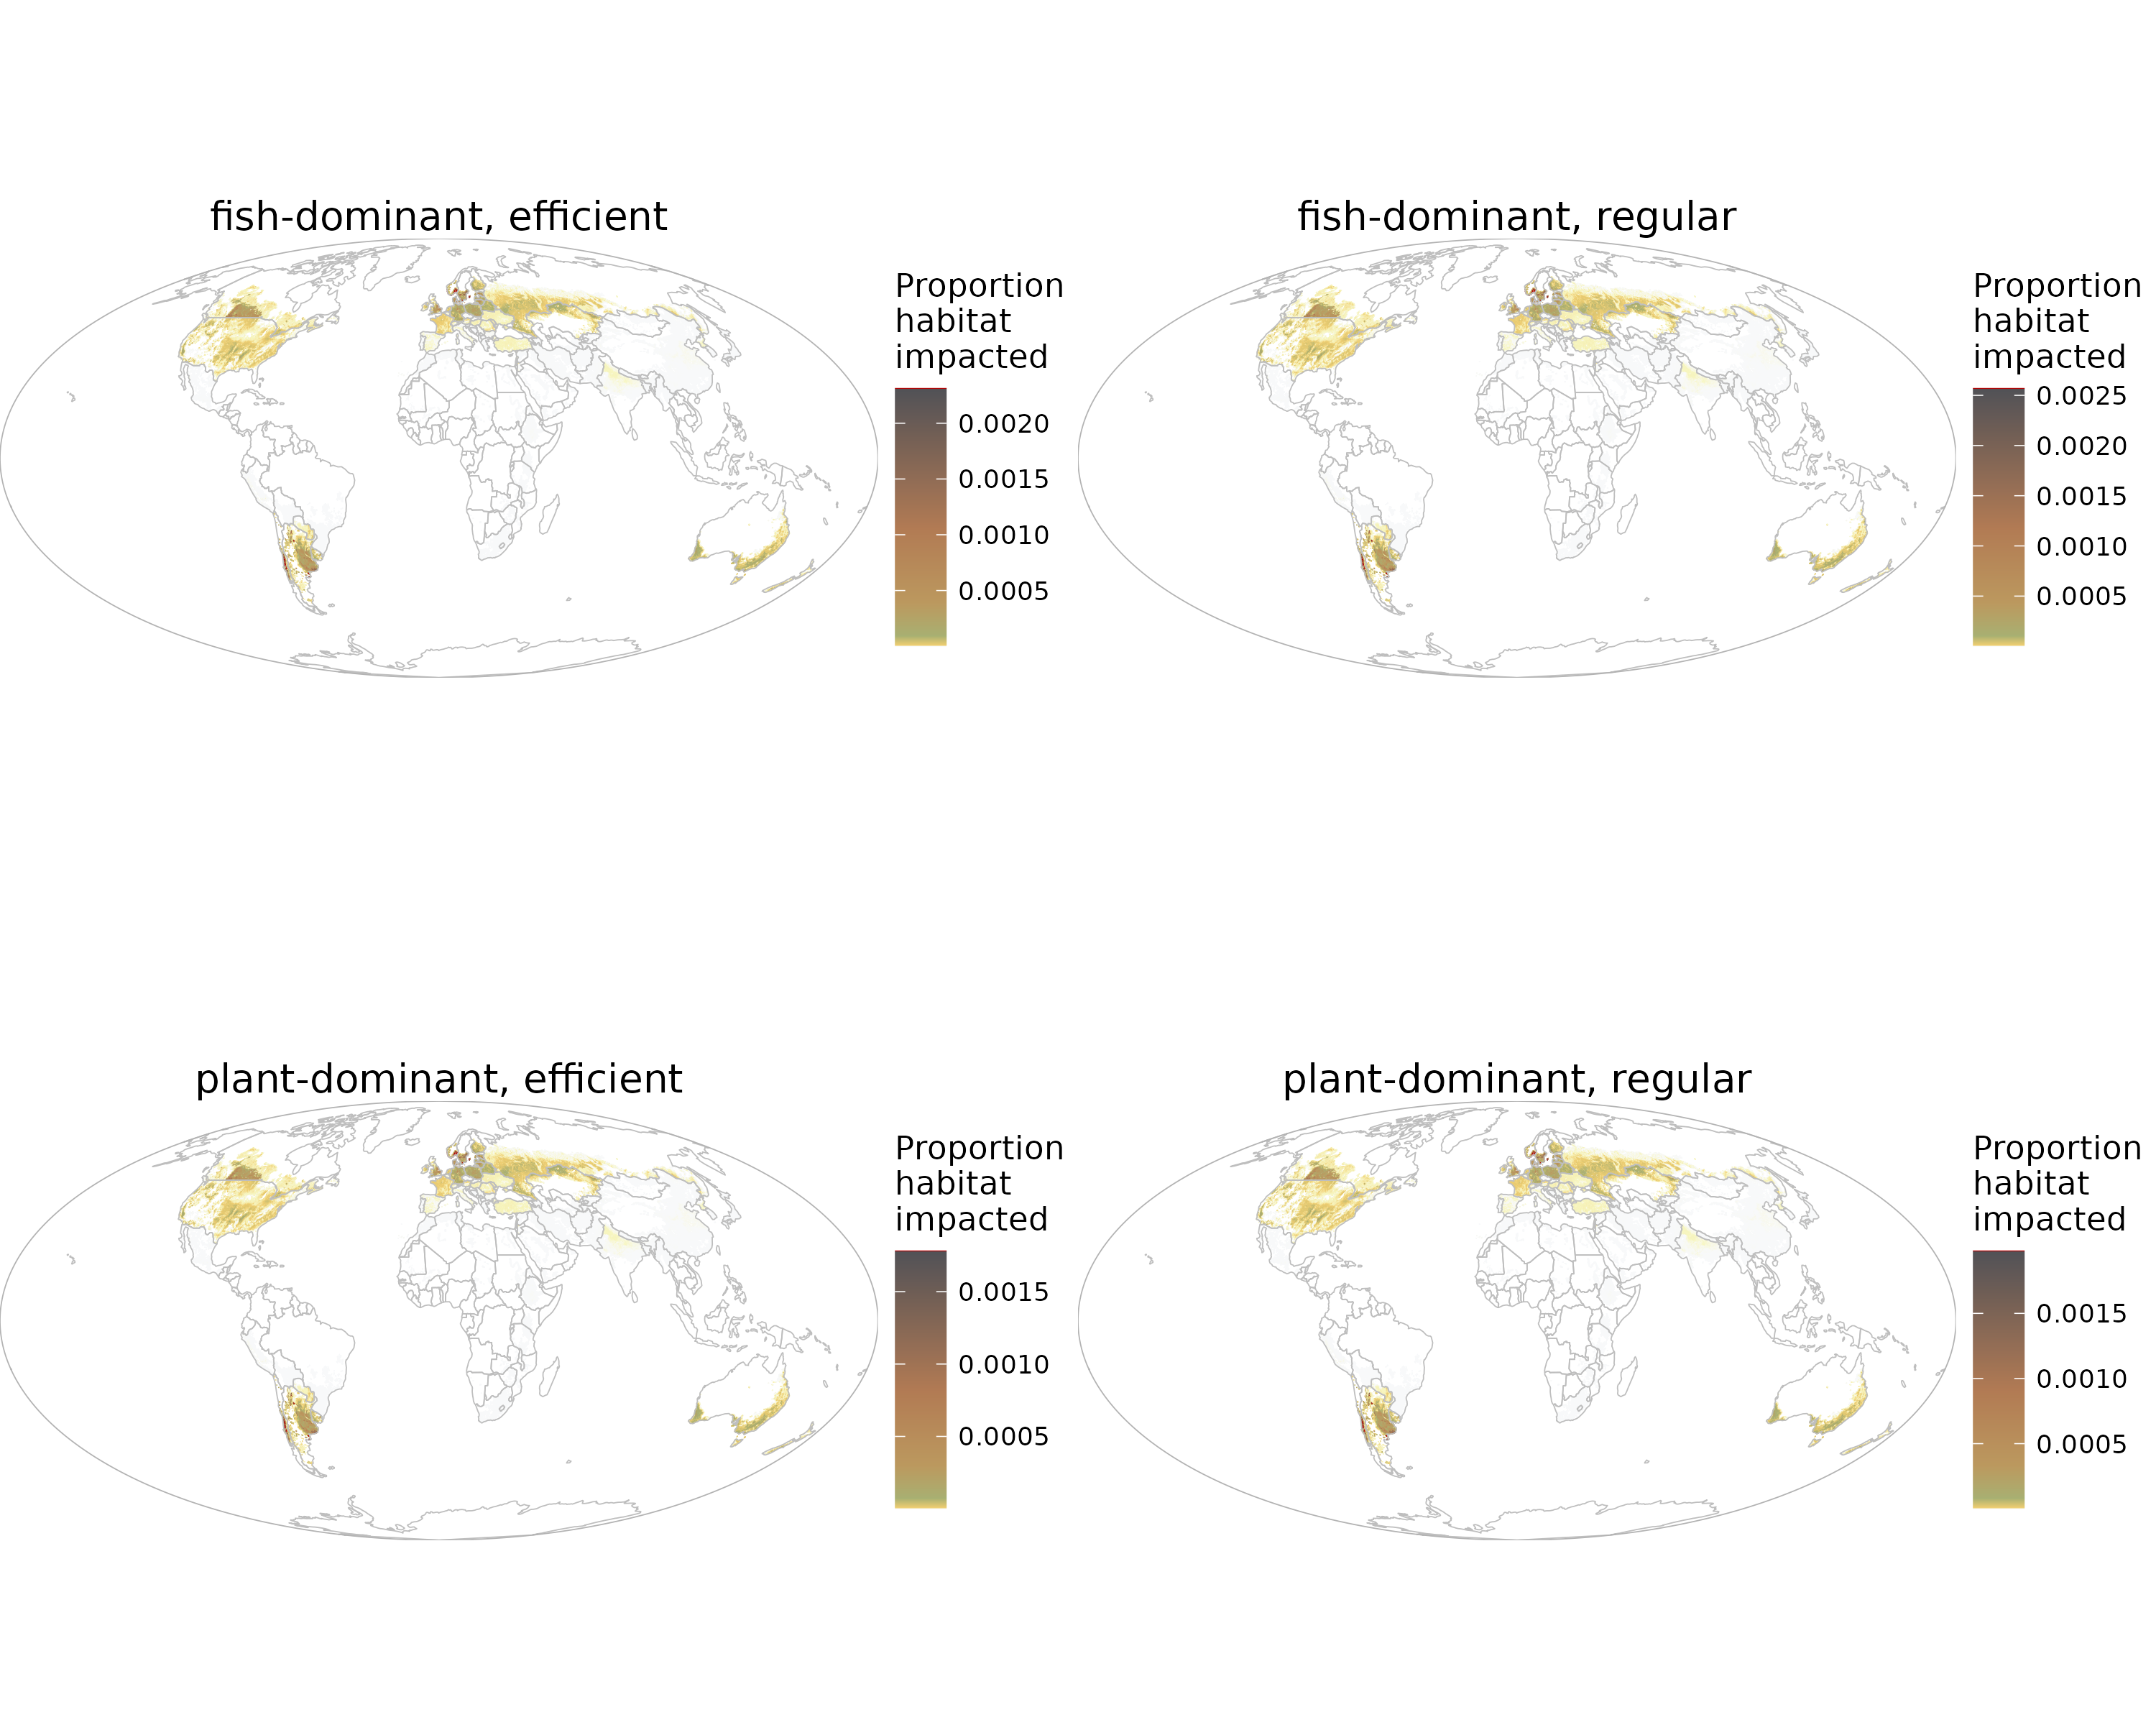 fish-dominant, efficient
Proportion
habitat
impacted
0.0020
0.0015
0.0010
0.0005
fish-dominant, regular
Proportion
habitat
impacted
0.0025
0.0020
0.0015
0.0010
0.0005
plant-dominant, efficient
Proportion
habitat
impacted
0.0015
0.0010
0.0005
plant-dominant, regular
Proportion
habitat
impacted
0.0015
0.0010
0.0005